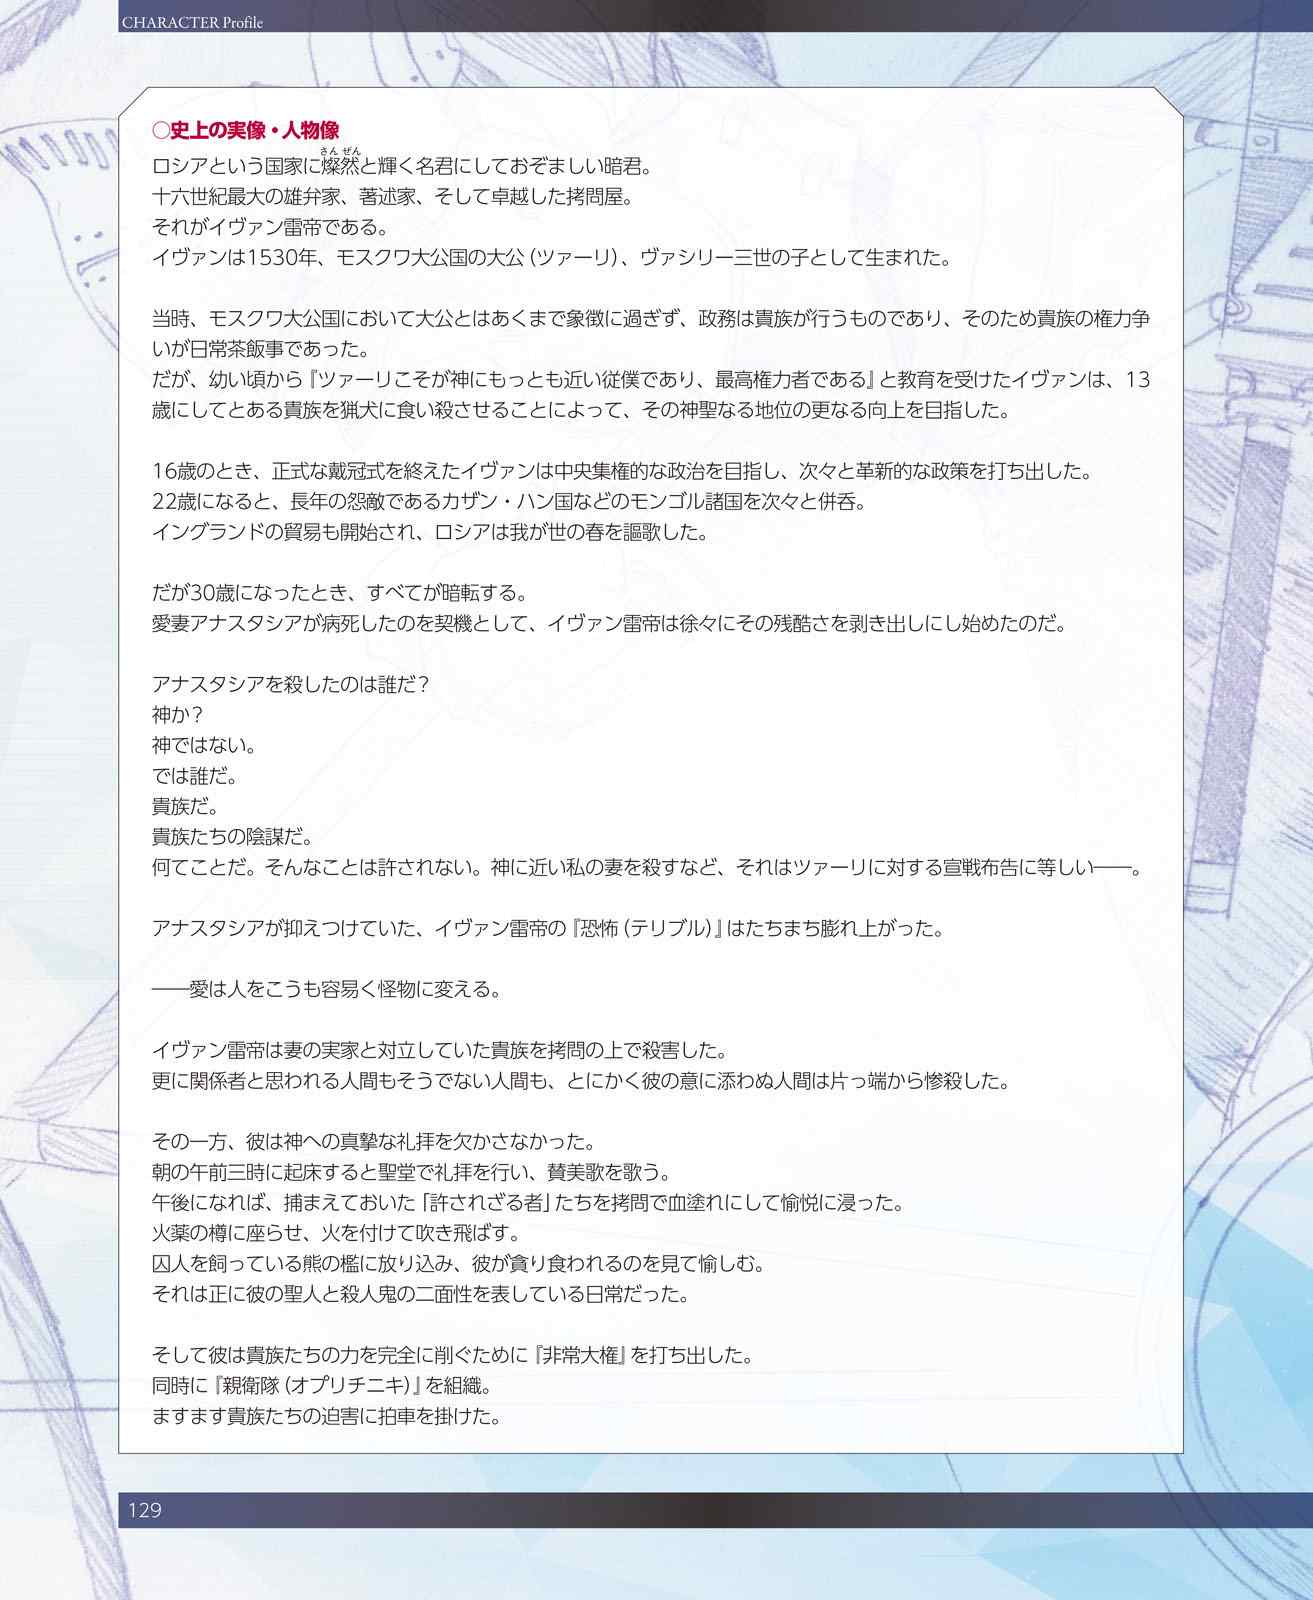 CHARACTER Profile
○史上の実像・人物像
さん ぜん
ロシアという国家に燦然と輝く名君にしておぞましい暗君。
十六世紀最大の雄弁家、著述家、そして卓越した拷問屋。
それがイヴァン雷帝である。
イヴァンは1530年、モスクワ大公国の大公（ツァーリ）、ヴァシリー三世の子として生まれた。
当時、モスクワ大公国において大公とはあくまで象徴に過ぎず、政務は貴族が行うものであり、そのため貴族の権力争
いが日常茶飯事であった。
だが、幼い頃から『ツァーリこそが神にもっとも近い従僕であり、最高権力者である』と教育を受けたイヴァンは、13
歳にしてとある貴族を猟犬に食い殺させることによって、その神聖なる地位の更なる向上を目指した。
16歳のとき、正式な戴冠式を終えたイヴァンは中央集権的な政治を目指し、次々と革新的な政策を打ち出した。
22歳になると、長年の怨敵であるカザン・ハン国などのモンゴル諸国を次々と併呑。
イングランドの貿易も開始され、ロシアは我が世の春を謳歌した。
だが30歳になったとき、すべてが暗転する。
愛妻アナスタシアが病死したのを契機として、イヴァン雷帝は徐々にその残酷さを剥き出しにし始めたのだ。
アナスタシアを殺したのは誰だ？
神か？
神ではない。
では誰だ。
貴族だ。
貴族たちの陰謀だ。
何てことだ。そんなことは許されない。神に近い私の妻を殺すなど、それはツァーリに対する宣戦布告に等しい――。
アナスタシアが抑えつけていた、イヴァン雷帝の『恐怖（テリブル）』はたちまち膨れ上がった。
――愛は人をこうも容易く怪物に変える。
イヴァン雷帝は妻の実家と対立していた貴族を拷問の上で殺害した。
更に関係者と思われる人間もそうでない人間も、とにかく彼の意に添わぬ人間は片っ端から惨殺した。
その一方、彼は神への真摯な礼拝を欠かさなかった。
朝の午前三時に起床すると聖堂で礼拝を行い、賛美歌を歌う。
午後になれば、捕まえておいた「許されざる者」たちを拷問で血塗れにして愉悦に浸った。
火薬の樽に座らせ、火を付けて吹き飛ばす。
囚人を飼っている熊の檻に放り込み、彼が貪り食われるのを見て愉しむ。
それは正に彼の聖人と殺人鬼の二面性を表している日常だった。
そして彼は貴族たちの力を完全に削ぐために『非常大権』を打ち出した。
同時に『親衛隊（オプリチニキ）』を組織。
ますます貴族たちの迫害に拍車を掛けた。
129